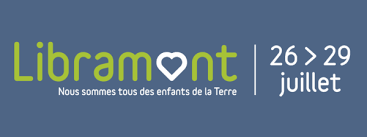 Libramont
Nous sommes tous des enfants de la Terre
26 > 29
juillet